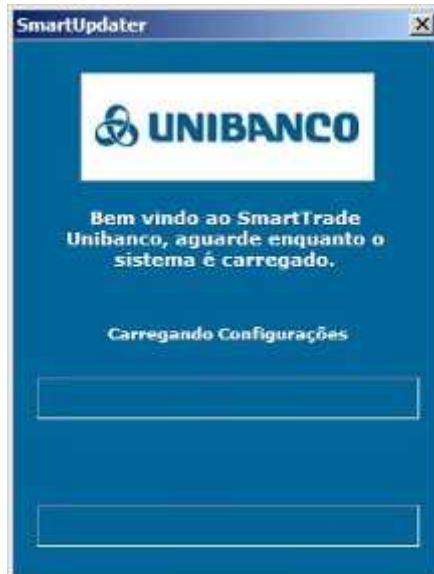 SmartUpdater
UNIBANCO
Bem vindo ao SmartTrade
Unibanco, aguarde enquanto o
sistema é carregado.
Carregando Configurações